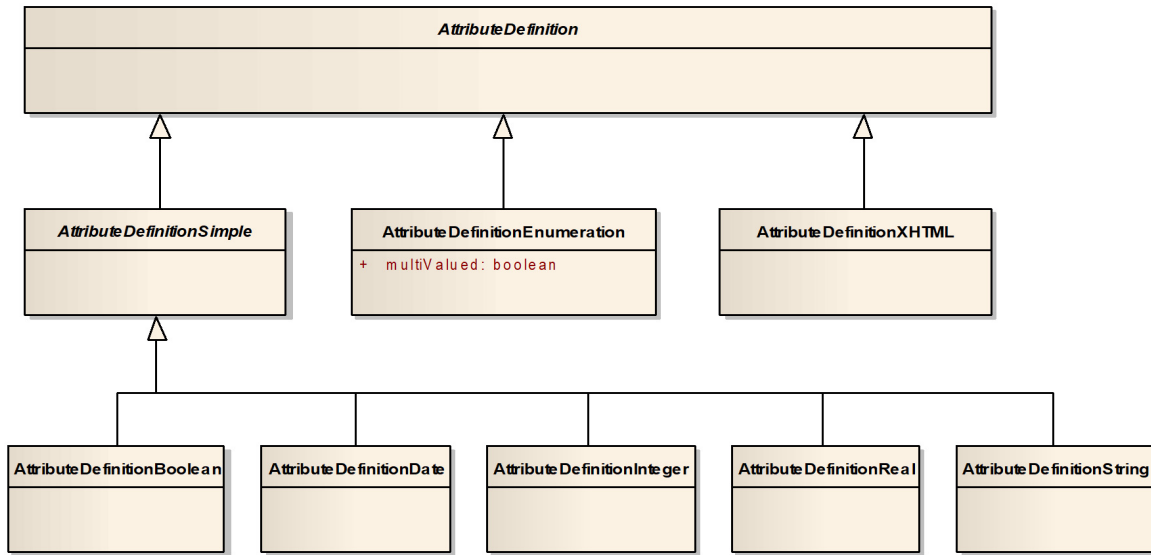 AttributeDefinition
AttributeDefinitionSimple
AttributeDefinitionEnumeration
+ multiValued: boolean
AttributeDefinitionXHTML
AttributeDefinitionBoolean
AttributeDefinitionDate
AttributeDefinitionInteger
AttributeDefinitionReal
AttributeDefinitionString